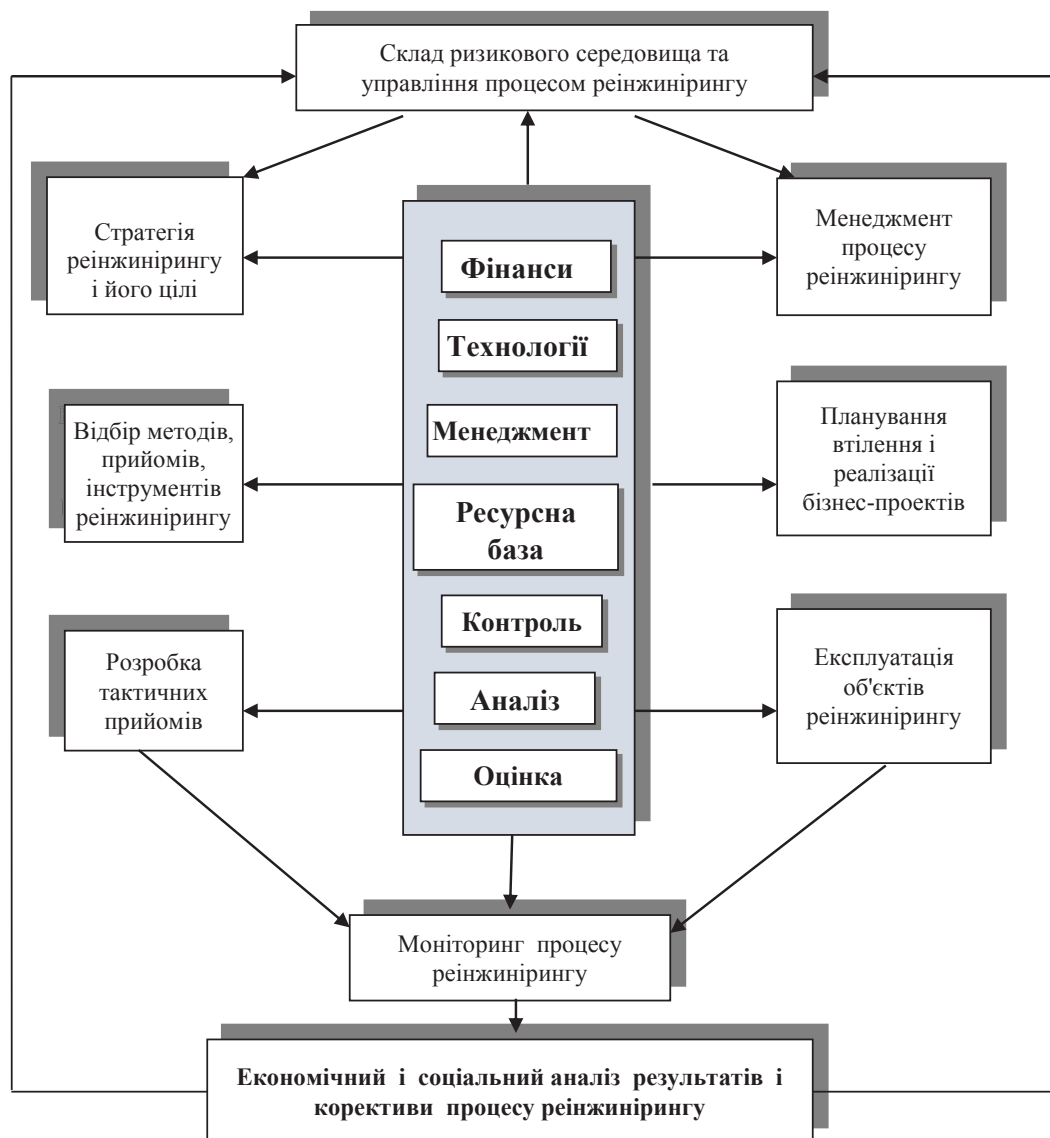 Склад ризикового середовища та
управління процесом реінжинірингу
Стратегія
реінжинірингу
і його цілі
Фінанси
Менеджмент
процесу
реінжинірингу
Технології
Менеджмент
Відбір методів,
прийомів,
інструментів
реінжинірингу
Ресурсна
база
Планування
втілення і
реалізації
бізнес-проектів
Контроль
Розробка
тактичних
прийомів
Аналіз
Експлуатація
об'єктів
реінжинірингу
Оцінка
Моніторинг процесу
реінжинірингу
Економічний і соціальний аналіз результатів і
корективи процесу реінжинірингу